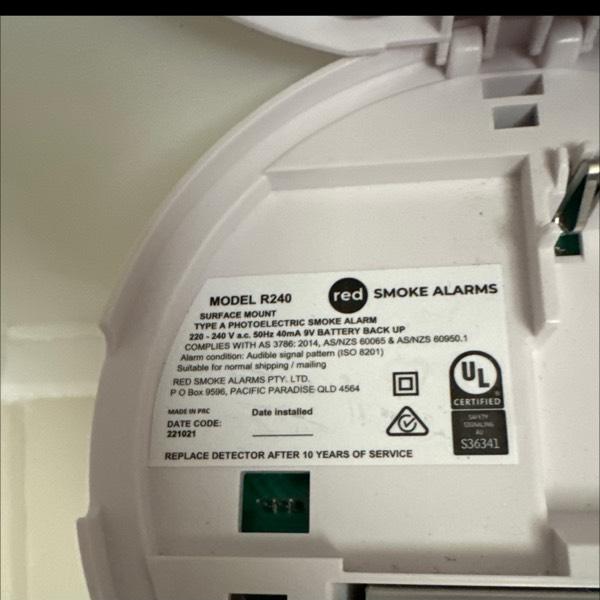 MODEL R240
red SMOKE ALARMS
SURFACE MOUNT
TYPE A PHOTOELECTRIC SMOKE ALARM
220 - 240 V a.c. 50Hz 40mA 9V BATTERY BACK UP
COMPLIES WITH AS 3786: 2014, AS/NZS 60065 & AS/NZS 60950.1
Alarm condition: Audible signal pattern (ISO 8201)
Suitable for normal shipping / mailing
RED SMOKE ALARMS PTY. LTD.
P O Box 9596, PACIFIC PARADISE QLD 4564
MADE IN PRC
DATE CODE:
221021
Date installed
UL
CERTIFIED
SAFETY
SIGNALING
AU
S36341
REPLACE DETECTOR AFTER 10 YEARS OF SERVICE